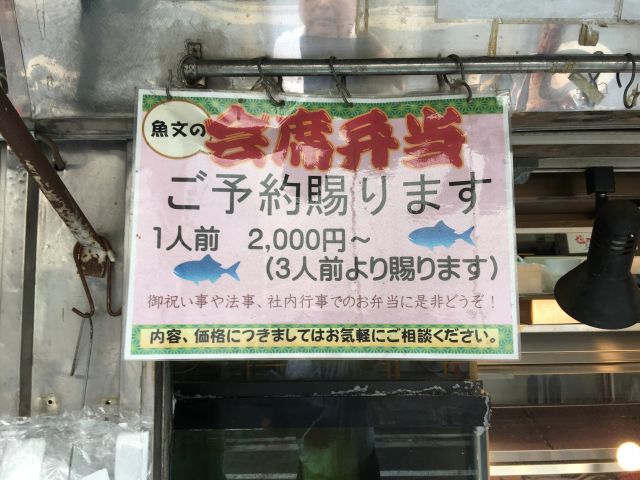 魚文の会席弁当
ご予約賜ります
1人前 2,000円～
(3人前より賜ります)
御祝い事や法事、社内行事でのお弁当に是非どうぞ！
内容、価格につきましてはお気軽にご相談ください。